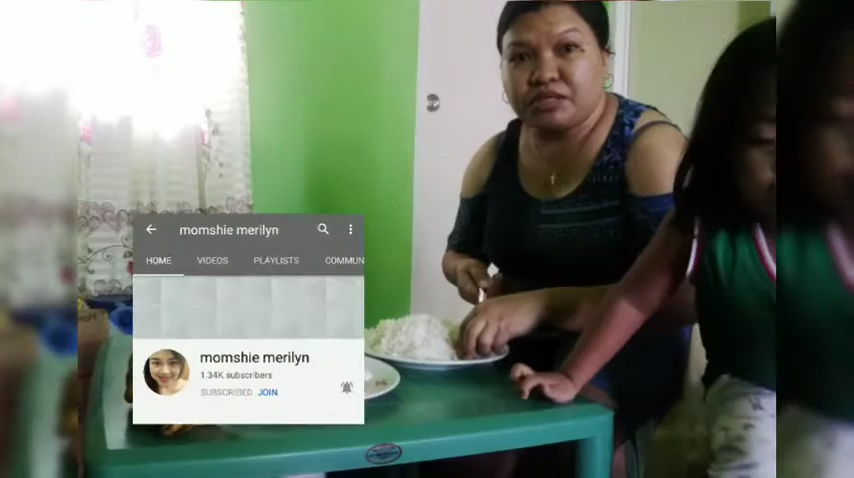 momshie merilyn
HOME VIDEOS PLAYLISTS COMMUN
momshie merilyn
1.34K subscribers
SUBSCRIBED JOIN